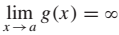 lim g(x) = ∞
x→a